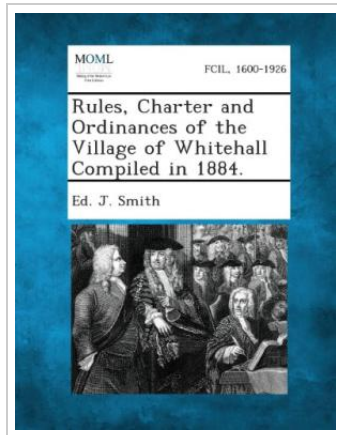 MOML
FCIL, 1600-1926
Rules, Charter and
Ordinances of the
Village of Whitehall
Compiled in 1884.
Ed. J. Smith